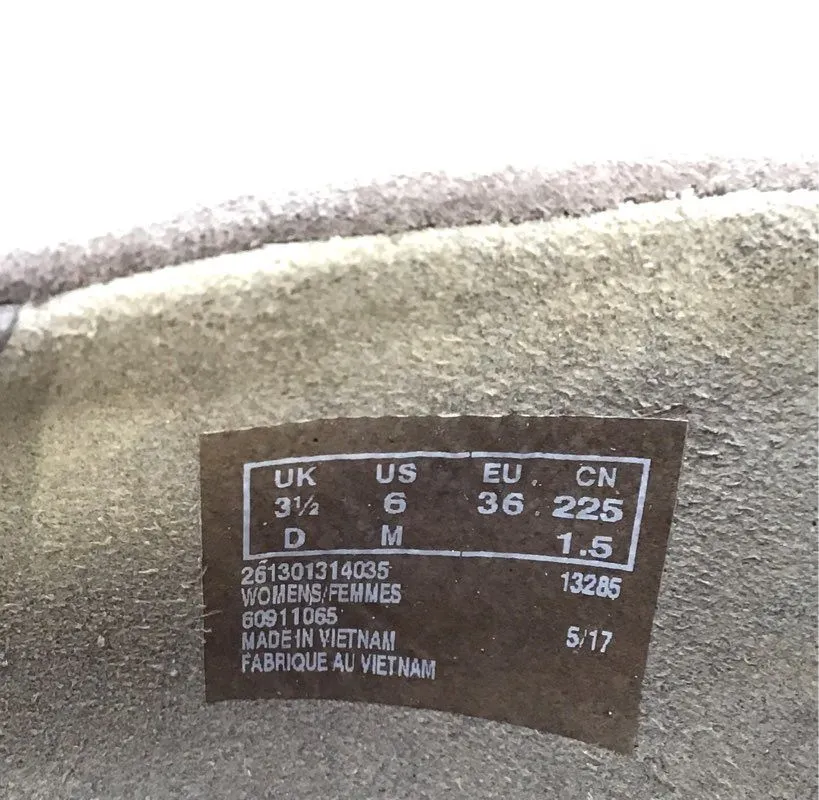 UK US EU CN
3½ 6 36 225
D M 1.5
261301314035 13285
WOMENS/FEMMES
60911065
MADE IN VIETNAM 5/17
FABRIQUE AU VIETNAM